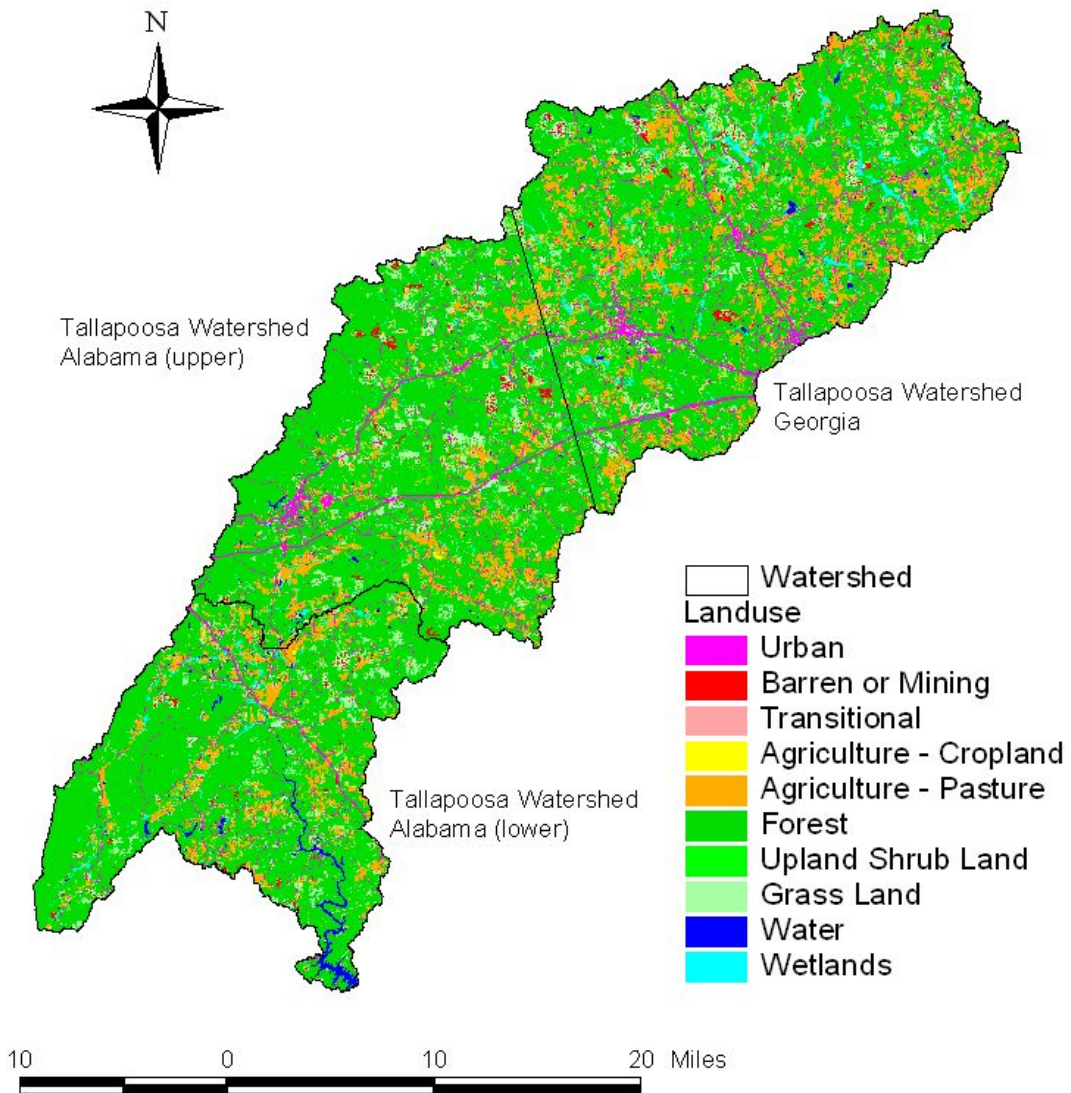 N
Tallapoosa Watershed
Alabama (upper)
Tallapoosa Watershed
Georgia
Watershed
Landuse
Urban
Barren or Mining
Transitional
Agriculture - Cropland
Agriculture - Pasture
Forest
Upland Shrub Land
Grass Land
Water
Wetlands
Tallapoosa Watershed
Alabama (lower)
10 0 10 20 Miles